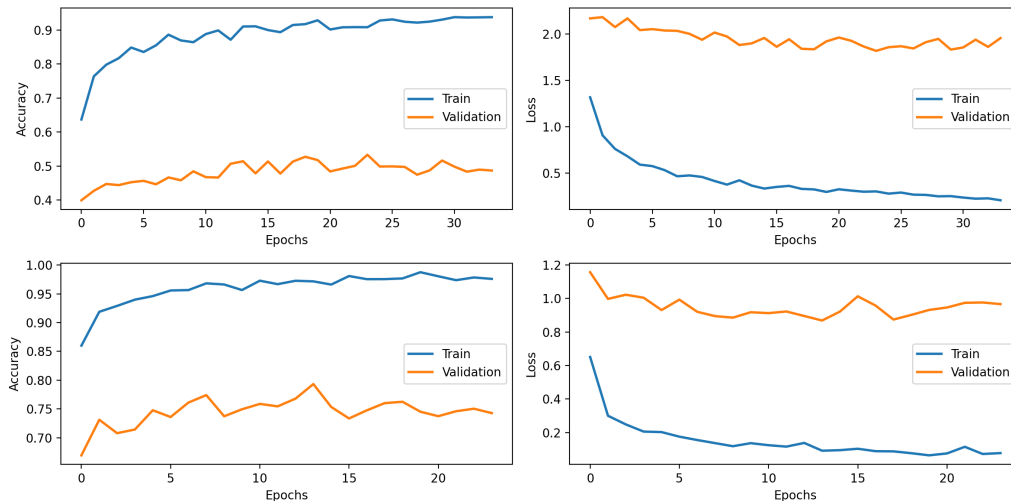 Accuracy
0.9
0.8
0.7
0.6
0.5
0.4
Train
Validation
0 5 10 15 20 25 30
Epochs
Loss
2.0
1.5
1.0
0.5
Train
Validation
0 5 10 15 20 25 30
Epochs
Accuracy
1.00
0.95
0.90
0.85
0.80
0.75
0.70
Train
Validation
0 5 10 15 20
Epochs
Loss
1.2
1.0
0.8
0.6
0.4
0.2
Train
Validation
0 5 10 15 20
Epochs